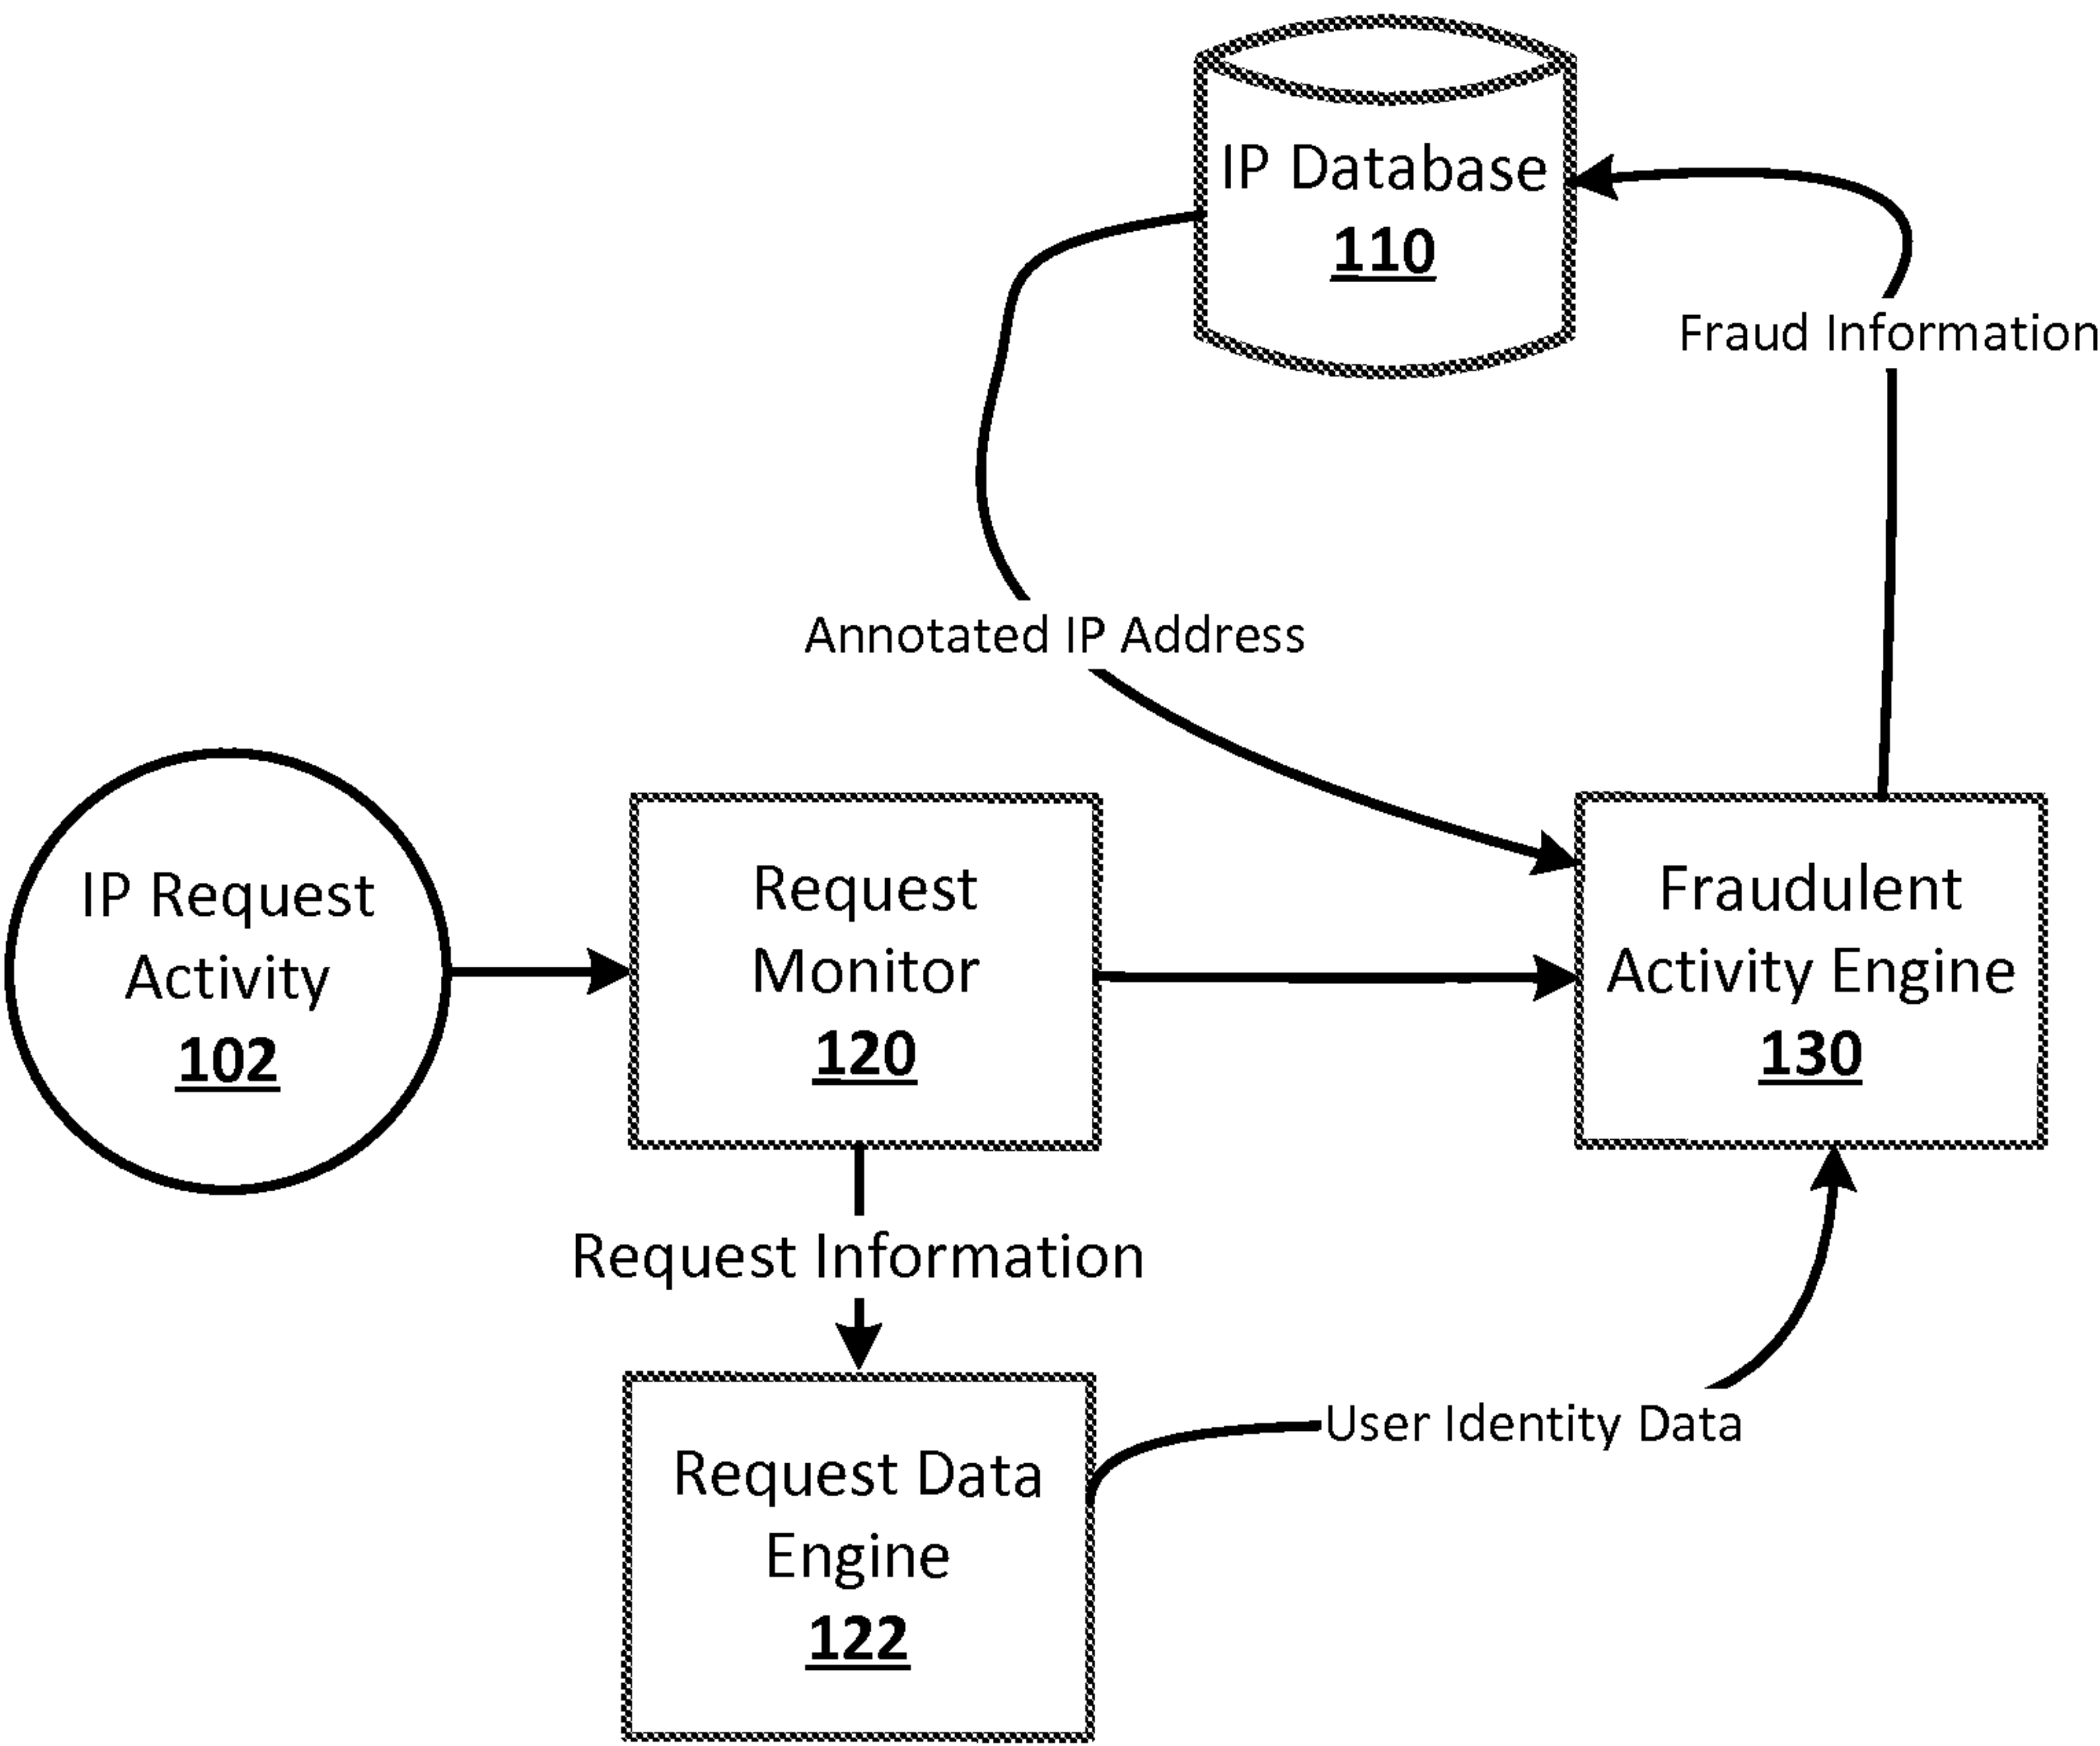 IP Database
110
Fraud Information
Annotated IP Address
IP Request
Activity
102
Request
Monitor
120
Fraudulent
Activity Engine
130
Request Information
User Identity Data
Request Data
Engine
122